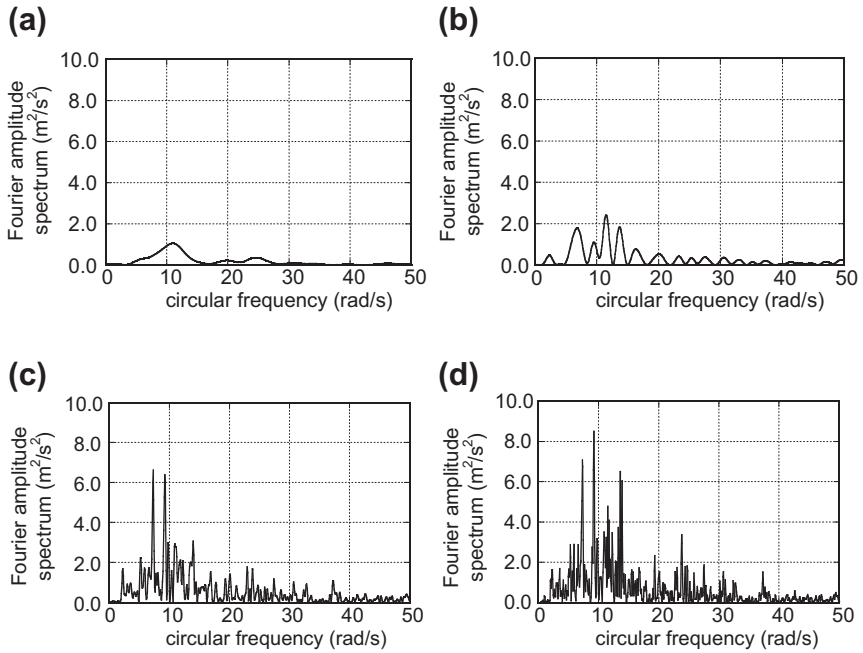 (a)
10.0
8.0
6.0
4.0
2.0
0.0
0 10 20 30 40 50
Fourier amplitude
spectrum (m²/s²)
circular frequency (rad/s)
(b)
10.0
8.0
6.0
4.0
2.0
0.0
0 10 20 30 40 50
Fourier amplitude
spectrum (m²/s²)
circular frequency (rad/s)
(c)
10.0
8.0
6.0
4.0
2.0
0.0
0 10 20 30 40 50
Fourier amplitude
spectrum (m²/s²)
circular frequency (rad/s)
(d)
10.0
8.0
6.0
4.0
2.0
0.0
0 10 20 30 40 50
Fourier amplitude
spectrum (m²/s²)
circular frequency (rad/s)